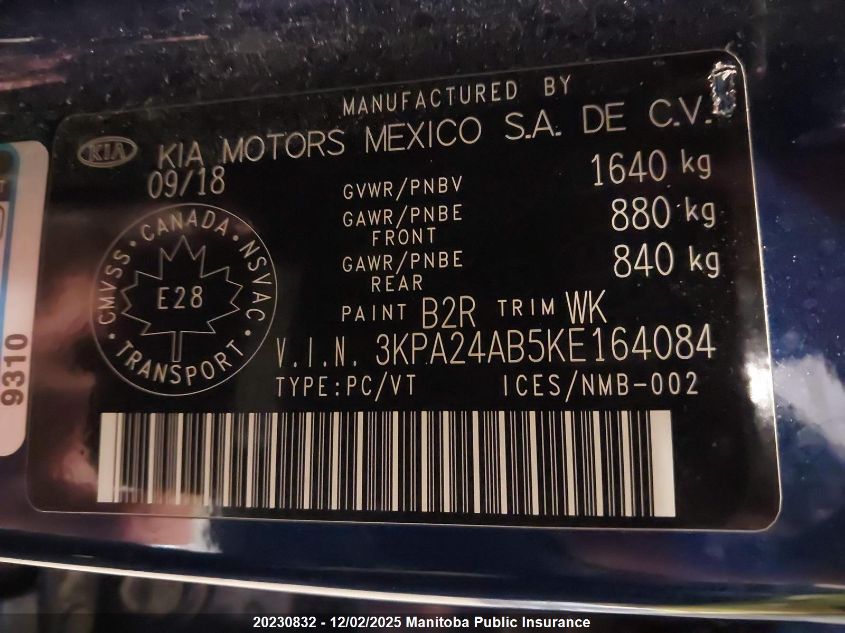 MANUFACTURED BY
KIA KIA MOTORS MEXICO S.A. DE C.V.
09/18
GVWR/PNBV 1640 kg
GAWR/PNBE FRONT 880 kg
GAWR/PNBE REAR 840 kg
PAINT B2R TRIM WK
V.I.N. 3KPA24AB5KE164084
TYPE:PC/VT ICES/NMB-002
CMVSS • CANADA • NSVAC • TRANSPORT •
E28
9310
20230832 - 12/02/2025 Manitoba Public Insurance